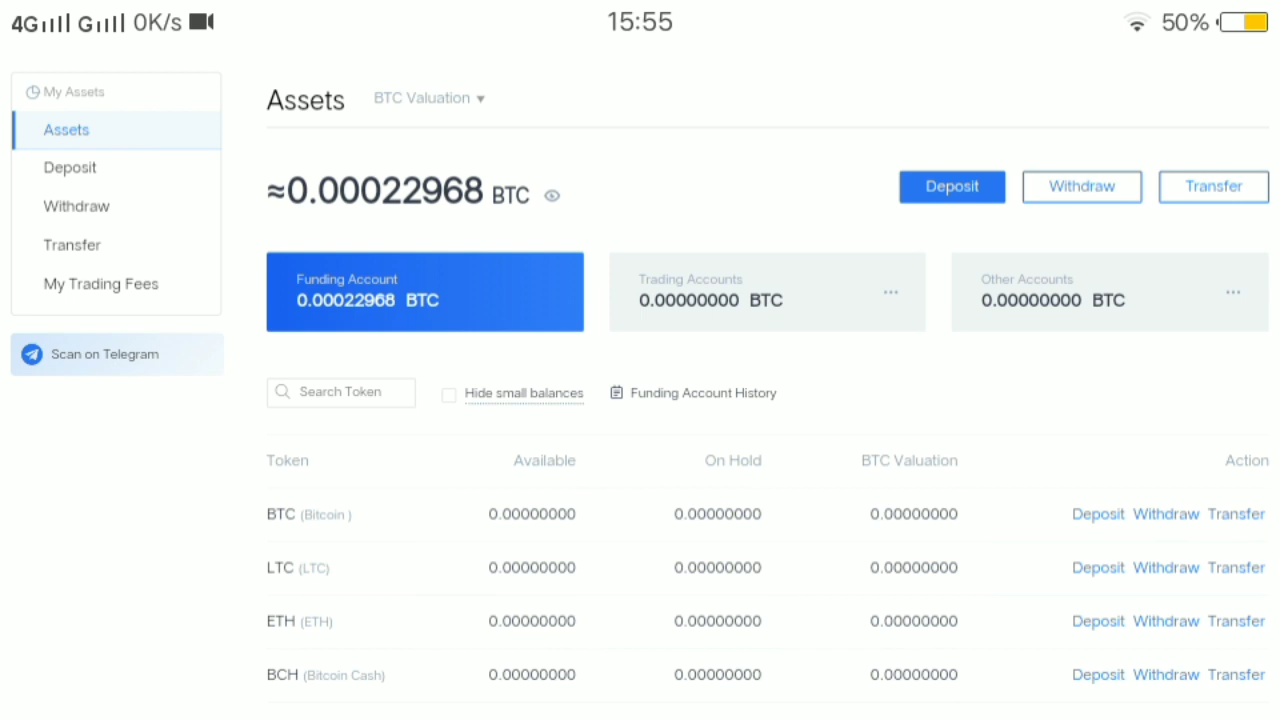 4G G 0K/s 15:55 50%
My Assets
Assets
Deposit
Withdraw
Transfer
My Trading Fees
Scan on Telegram
Assets BTC Valuation
≈0.00022968 BTC
Deposit Withdraw Transfer
Funding Account
0.00022968 BTC
Trading Accounts
0.00000000 BTC
...
Other Accounts
0.00000000 BTC
...
Search Token Hide small balances Funding Account History
Token Available On Hold BTC Valuation Action
BTC (Bitcoin ) 0.00000000 0.00000000 0.00000000 Deposit Withdraw Transfer
LTC (LTC) 0.00000000 0.00000000 0.00000000 Deposit Withdraw Transfer
ETH (ETH) 0.00000000 0.00000000 0.00000000 Deposit Withdraw Transfer
BCH (Bitcoin Cash) 0.00000000 0.00000000 0.00000000 Deposit Withdraw Transfer